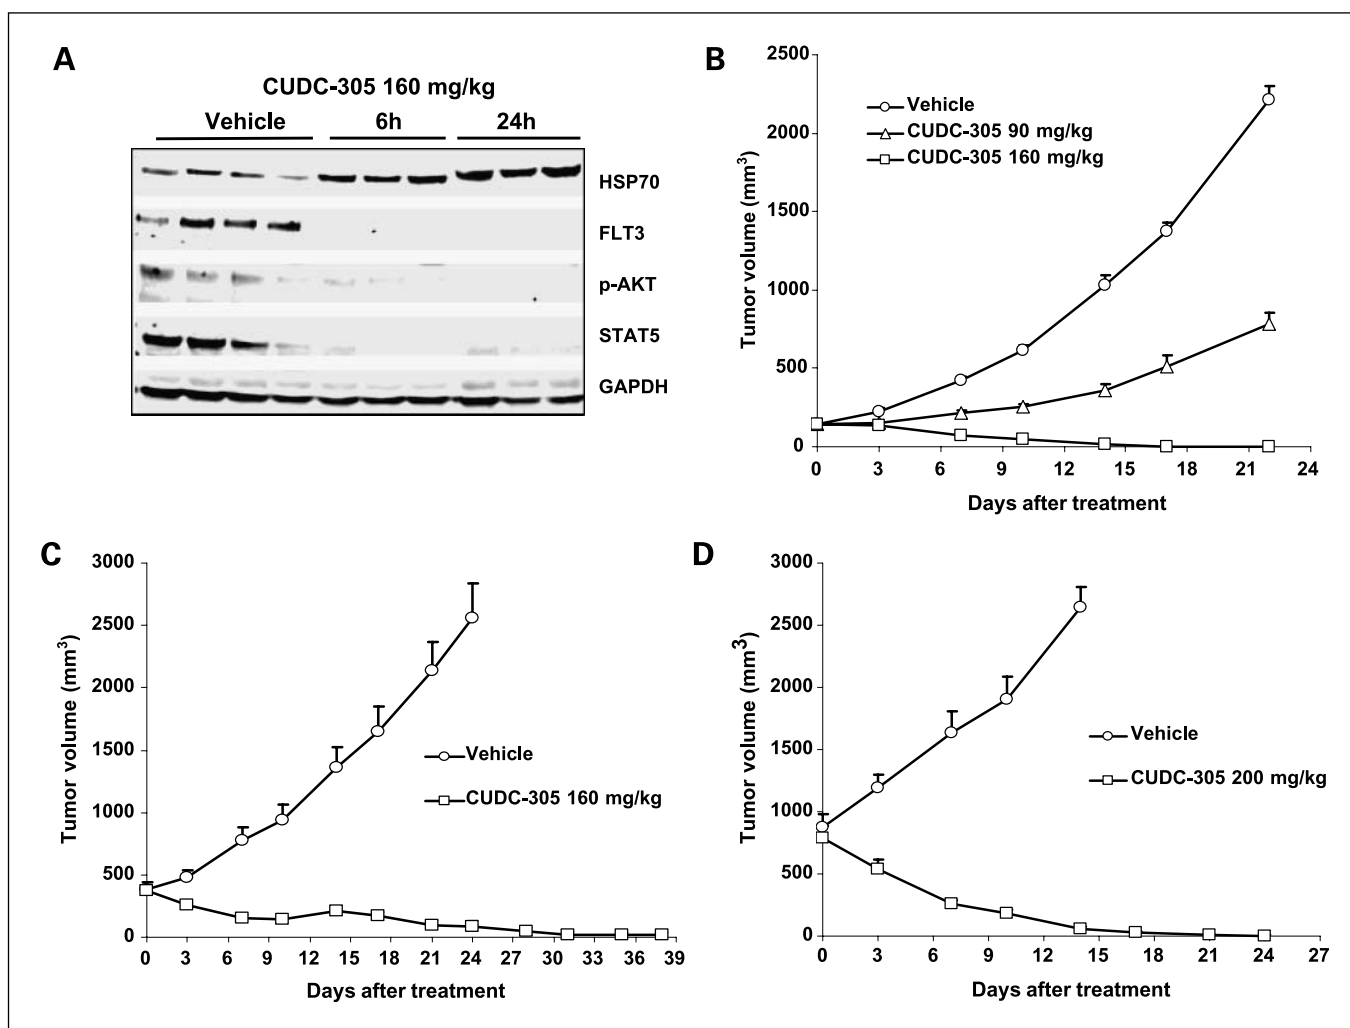 A
CUDC-305 160 mg/kg
Vehicle 6h 24h
HSP70
FLT3
p-AKT
STAT5
GAPDH
B
2500
2000
1500
1000
500
0
Tumor volume (mm3)
Vehicle
CUDC-305 90 mg/kg
CUDC-305 160 mg/kg
0 3 6 9 12 15 18 21 24
Days after treatment
C
3000
2500
2000
1500
1000
500
0
Tumor volume (mm3)
Vehicle
CUDC-305 160 mg/kg
0 3 6 9 12 15 18 21 24 27 30 33 36 39
Days after treatment
D
3000
2500
2000
1500
1000
500
0
Tumor volume (mm3)
Vehicle
CUDC-305 200 mg/kg
0 3 6 9 12 15 18 21 24 27
Days after treatment